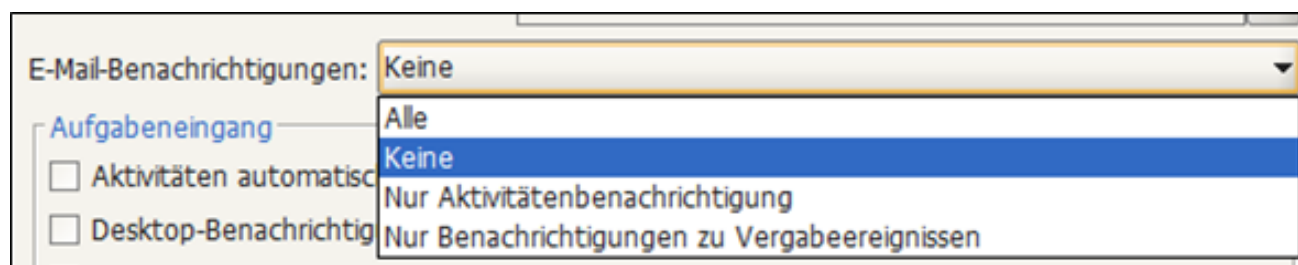 E-Mail-Benachrichtigungen: Keine
Alle
Aufgabeneingang
Keine
Aktivitäten automatisc
Nur Aktivitätenbenachrichtigung
Desktop-Benachrichtig
Nur Benachrichtigungen zu Vergabeereignissen